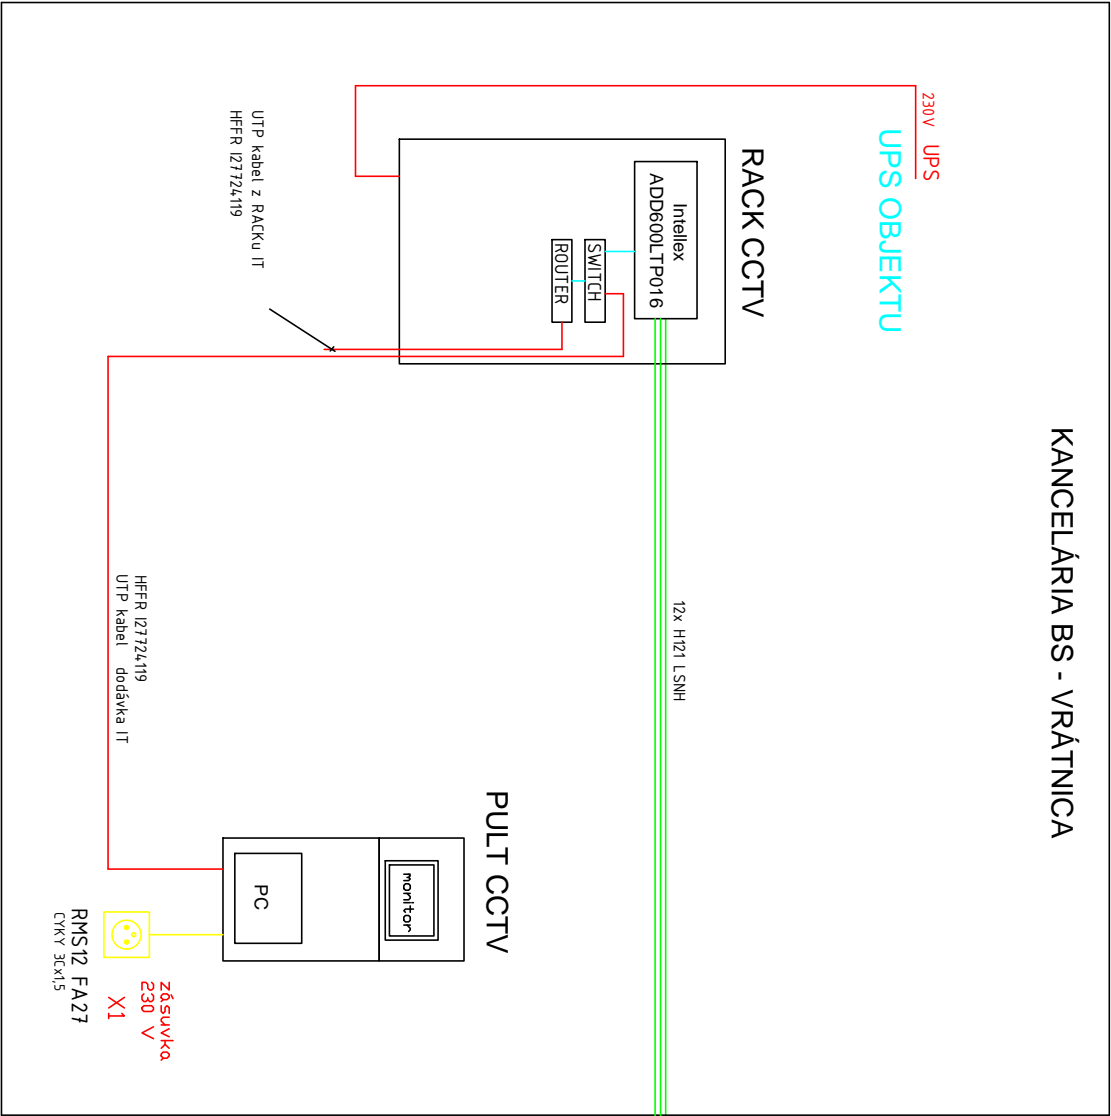 KANCELÁRIA BS - VRÁTNICA
230V UPS
UPS OBJEKTU
RACK CCTV
Intellex
ADD600LTP016
SWITCH
ROUTER
UTP kabel z RACKu IT
HFFR I27724119
12x H121 LSNH
PULT CCTV
monitor
PC
HFFR I27724119
UTP kabel dodávka IT
zásuvka
230 V
X1
RMS12 FA27
CYKY 3Cx1,5